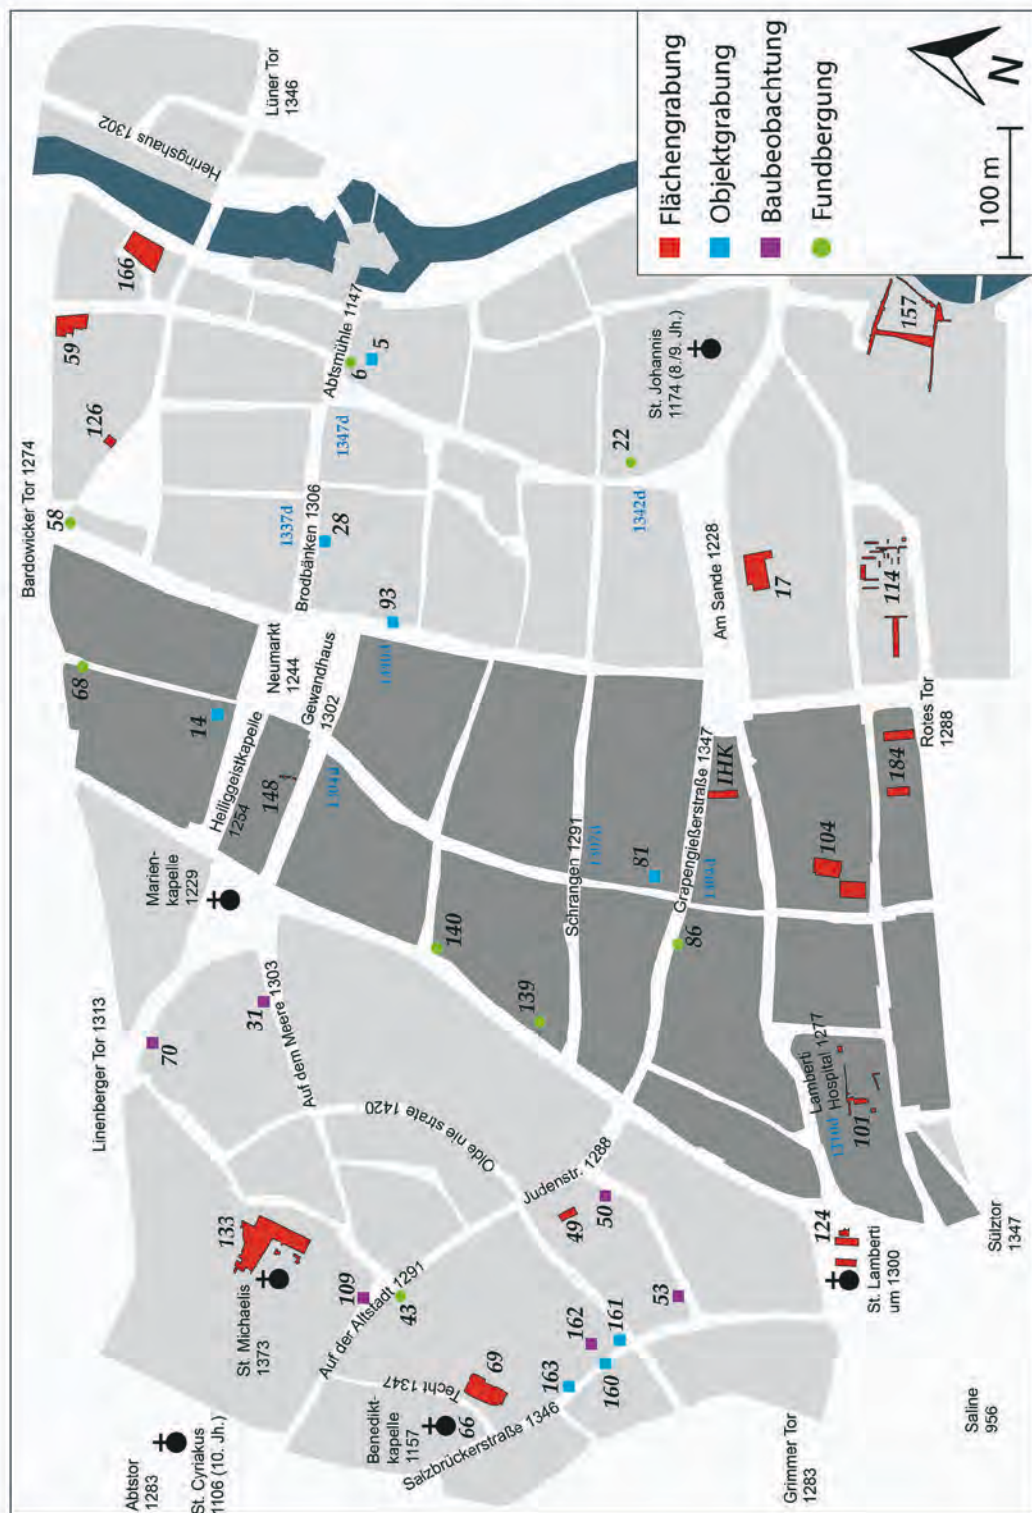 Lüner Tor
1346
Heringshaus 1302
166
59
126
Bardowicker Tor 1274
58
Abtsmühle 1147
6
5
1347d
Brodbänken 1306
1337d
28
93
St. Johannis
1174 (8./9. Jh.)
22
1342d
Am Sande 1228
17
157
114
Rotes Tor
1288
184
68
14
Neumarkt
1244
Gewandhaus
1302
Heiliggeistkapelle
1254
148
1304d
Marien-
kapelle
1229
IHK
Grapengießerstraße 1347
81
1307d
1304d
Schrangen 1291
104
86
140
139
Linenberger Tor 1313
70
31
Auf dem Meere 1303
Olde nie strate 1420
Judenstr. 1288
Lamberti
Hospital 1277
1310d
101
49
50
133
St. Michaelis
1373
109
43
Auf der Altstadt 1291
53
162
161
160
163
69
Techt 1347
66
Benedikt-
kapelle
1157
Salzbrückerstraße 1346
124
St. Lamberti
um 1300
Sülztor
1347
Abtstor
1283
St. Cyriakus
1106 (10. Jh.)
Grimmer Tor
1283
Saline
956
Flächengrabung
Objektgrabung
Baubeobachtung
Fundbergung
100 m
N